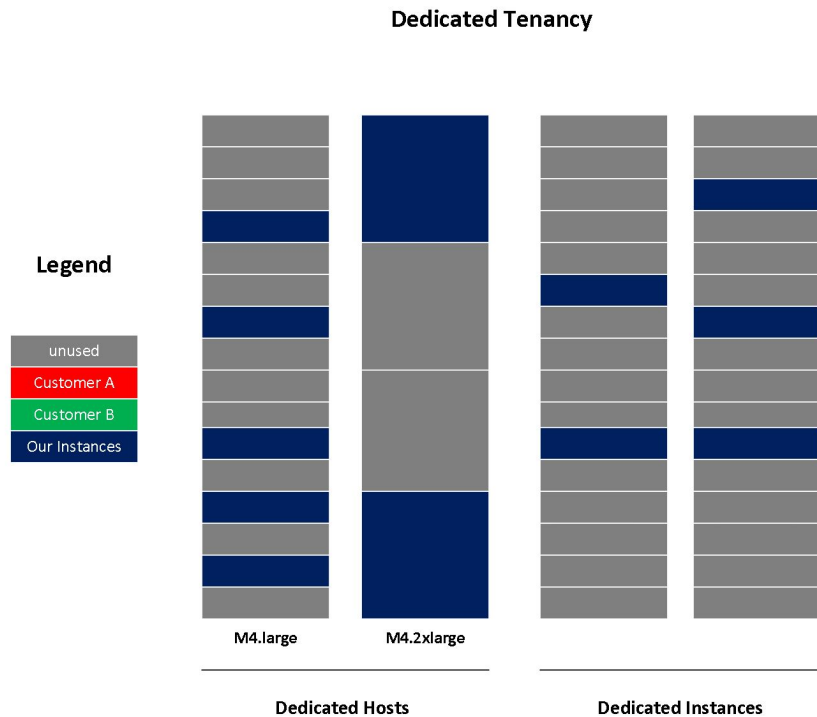 Dedicated Tenancy
Legend
unused
Customer A
Customer B
Our Instances
M4.large
M4.2xlarge
Dedicated Hosts
Dedicated Instances